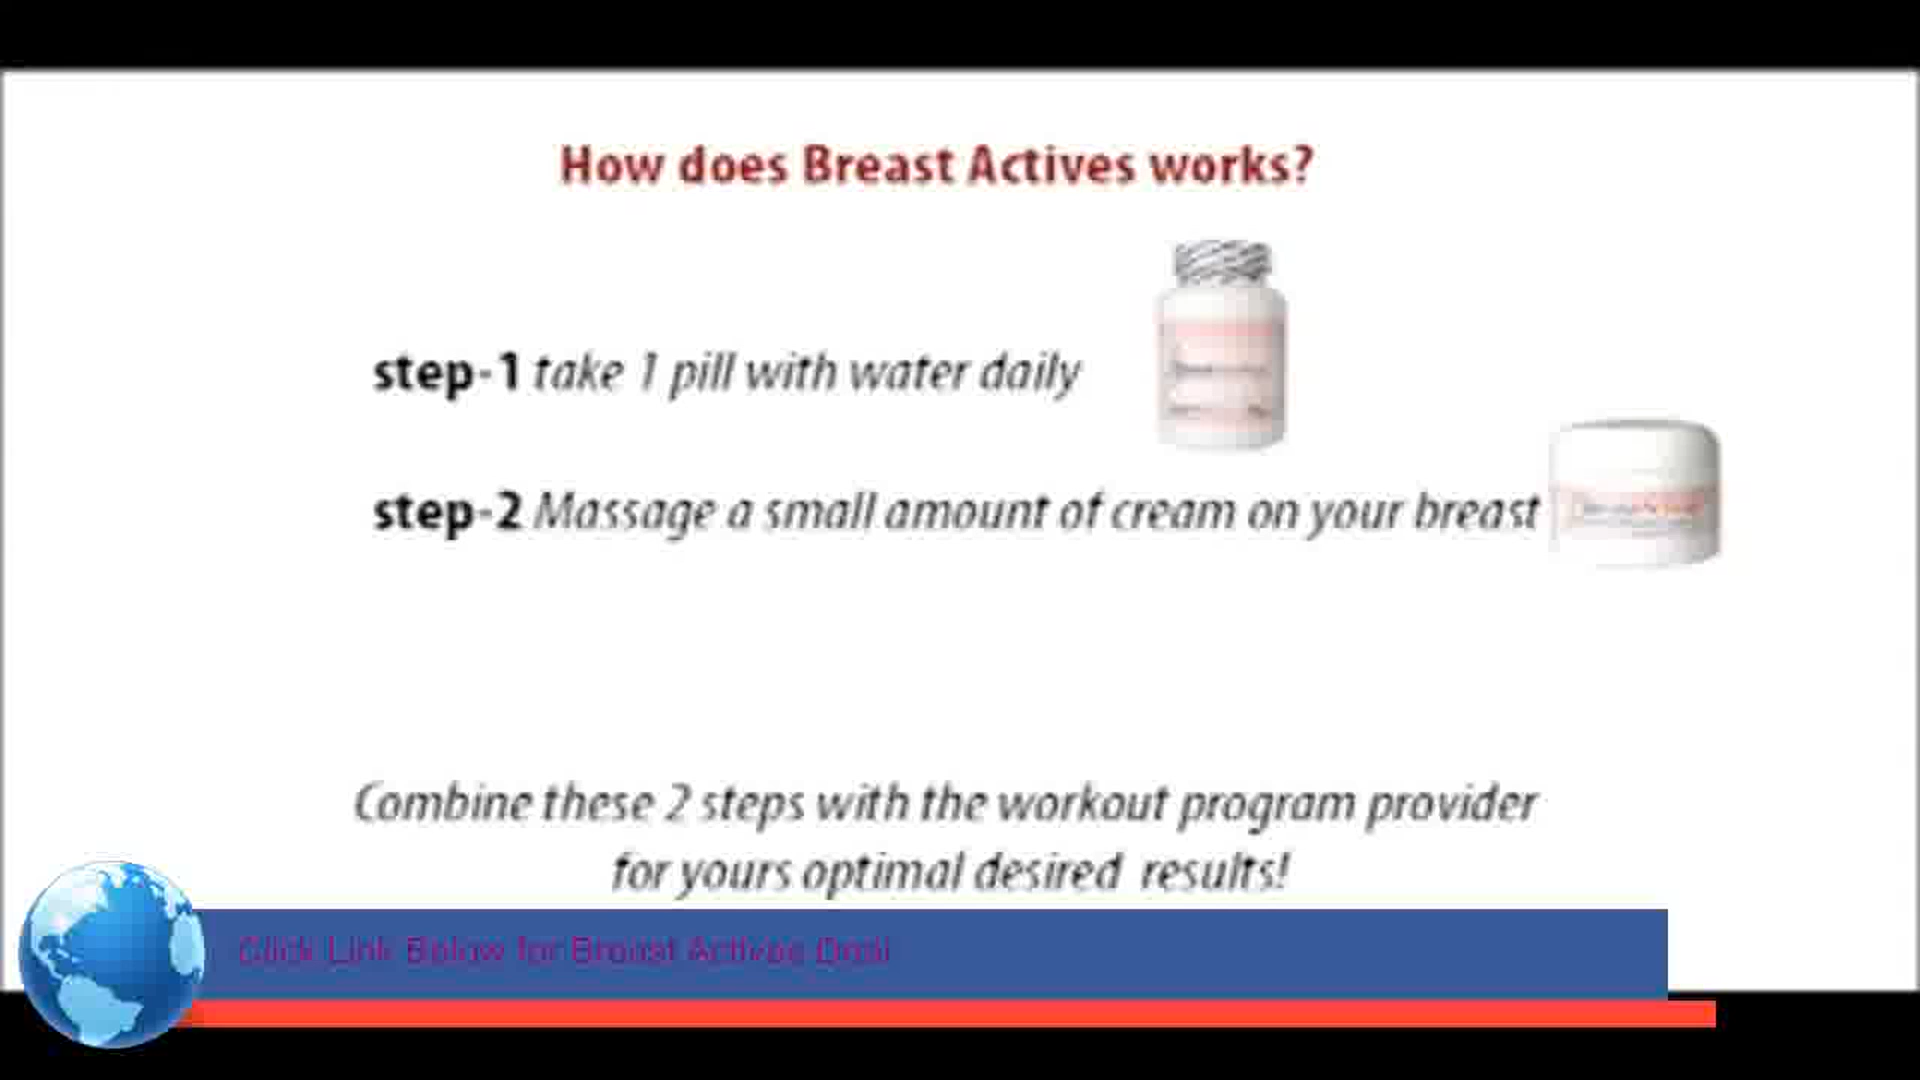 How does Breast Actives works?
step-1 take 1 pill with water daily
step-2 Massage a small amount of cream on your breast
Combine these 2 steps with the workout program provider
for yours optimal desired results!
Click Link Below for Breast Actives Deal